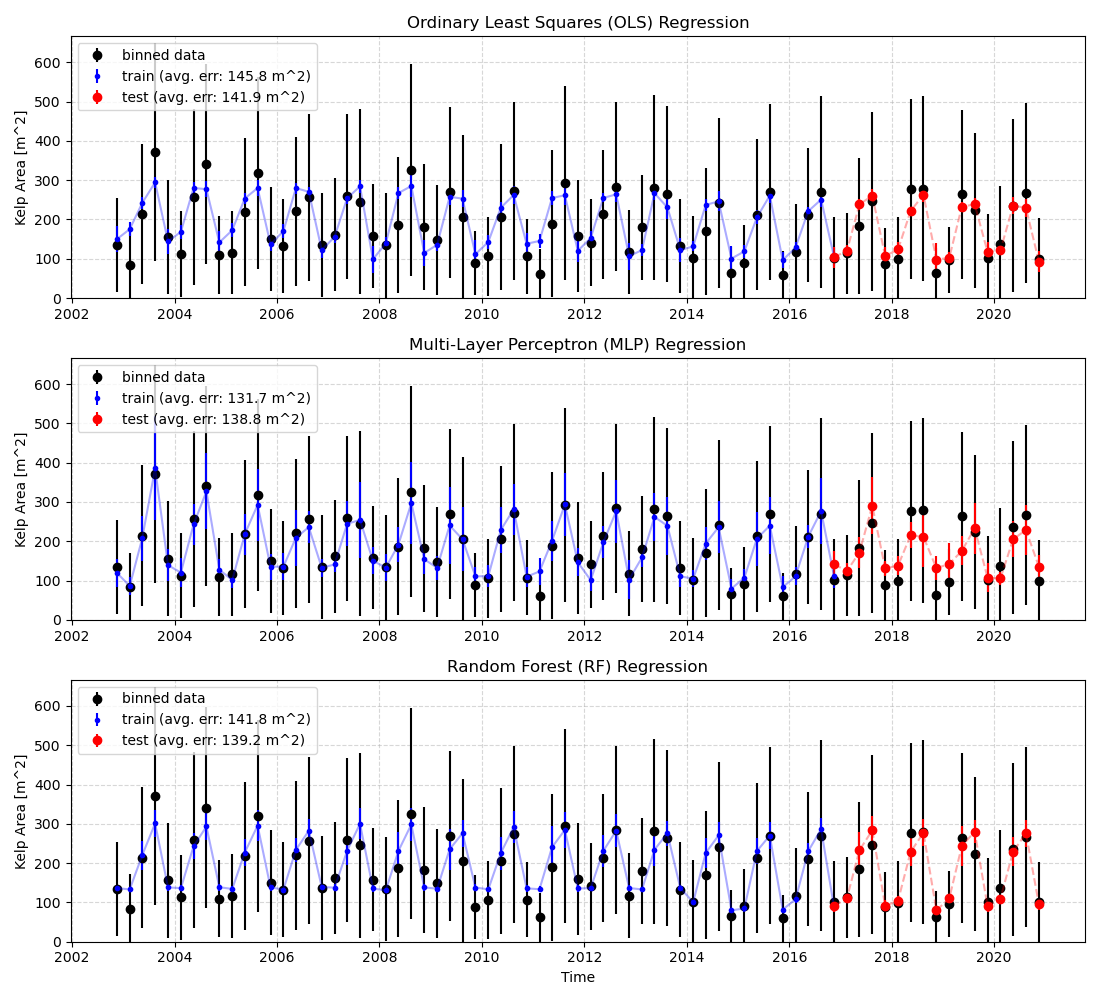 Ordinary Least Squares (OLS) Regression
Kelp Area [m^2]
600
500
400
300
200
100
0
binned data
train (avg. err: 145.8 m^2)
test (avg. err: 141.9 m^2)
2002 2004 2006 2008 2010 2012 2014 2016 2018 2020
Multi-Layer Perceptron (MLP) Regression
Kelp Area [m^2]
600
500
400
300
200
100
0
binned data
train (avg. err: 131.7 m^2)
test (avg. err: 138.8 m^2)
2002 2004 2006 2008 2010 2012 2014 2016 2018 2020
Random Forest (RF) Regression
Kelp Area [m^2]
600
500
400
300
200
100
0
binned data
train (avg. err: 141.8 m^2)
test (avg. err: 139.2 m^2)
2002 2004 2006 2008 2010 2012 2014 2016 2018 2020
Time